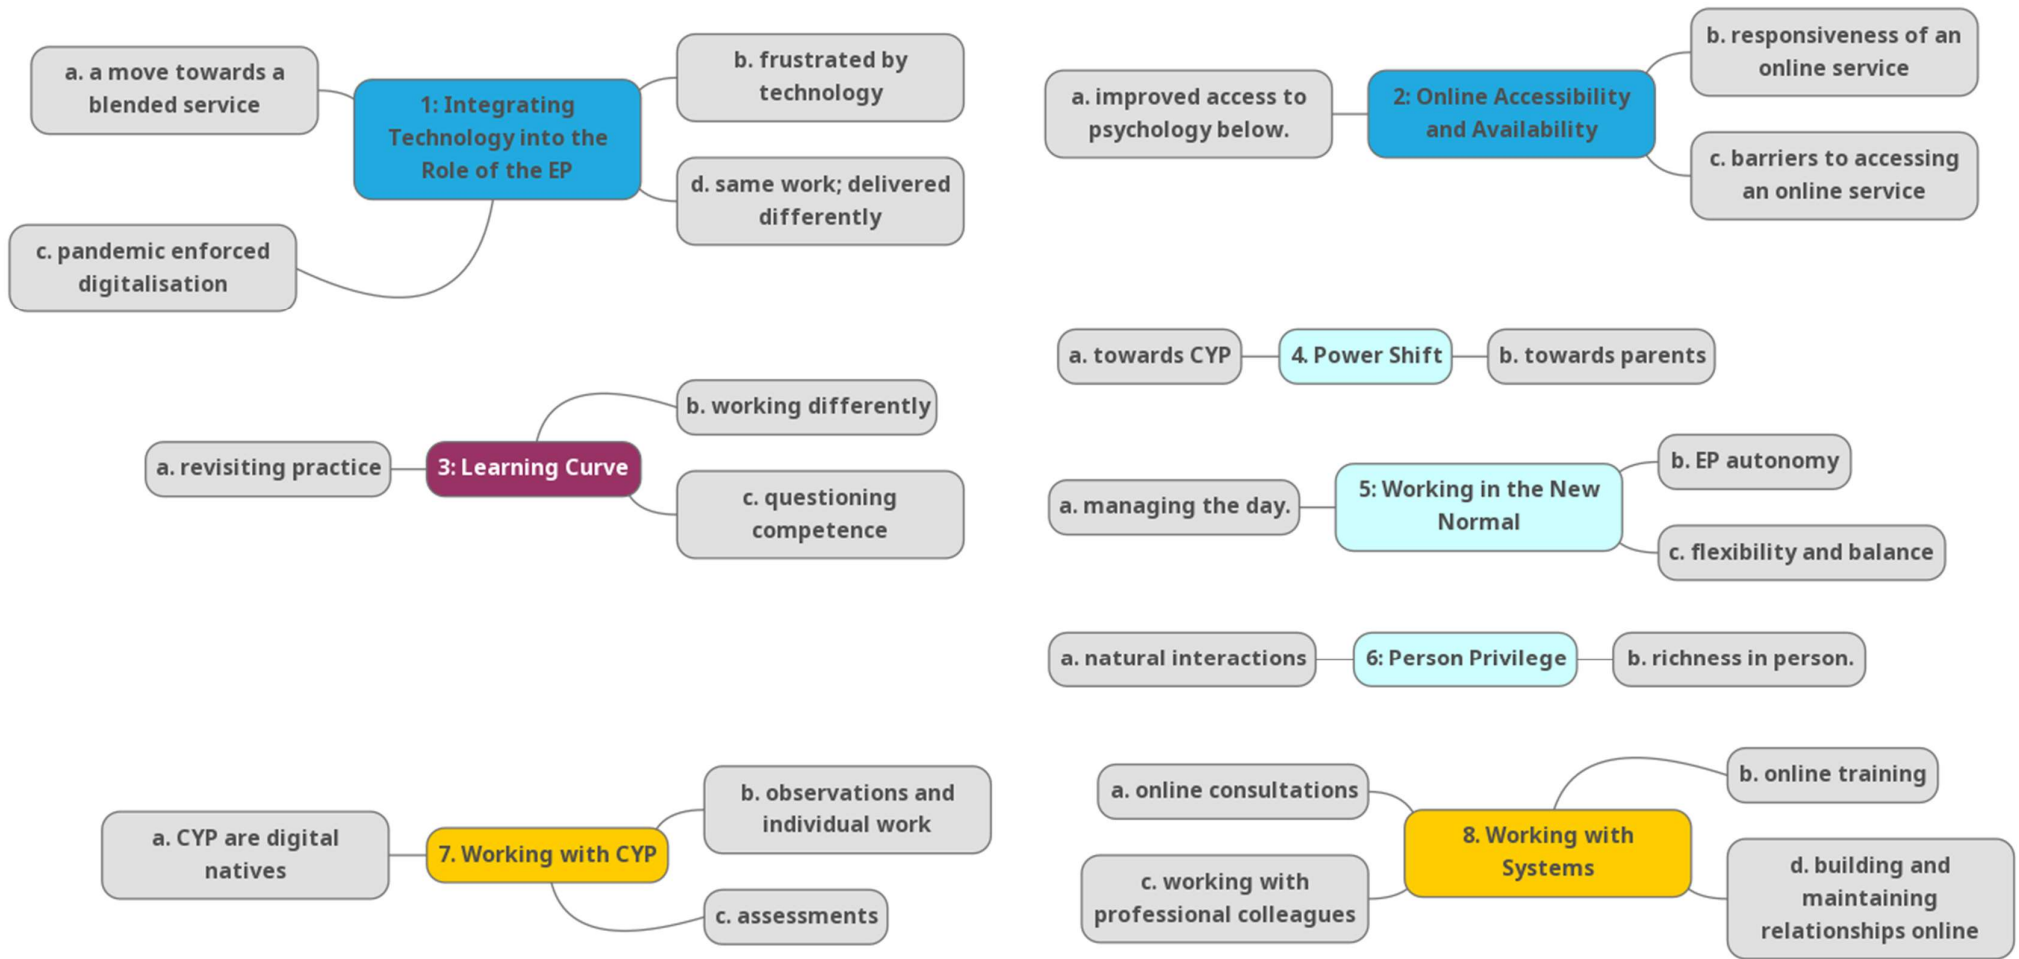 a. a move towards a
blended service
1: Integrating
Technology into the
Role of the EP
b. frustrated by
technology
c. pandemic enforced
digitalisation
d. same work; delivered
differently
a. improved access to
psychology below.
2: Online Accessibility
and Availability
b. responsiveness of an
online service
c. barriers to accessing
an online service
a. revisiting practice
3: Learning Curve
b. working differently
c. questioning
competence
a. towards CYP
4. Power Shift
b. towards parents
a. managing the day.
5: Working in the New
Normal
b. EP autonomy
c. flexibility and balance
a. natural interactions
6: Person Privilege
b. richness in person.
a. CYP are digital
natives
7. Working with CYP
b. observations and
individual work
c. assessments
a. online consultations
8. Working with
Systems
b. online training
c. working with
professional colleagues
d. building and
maintaining
relationships online